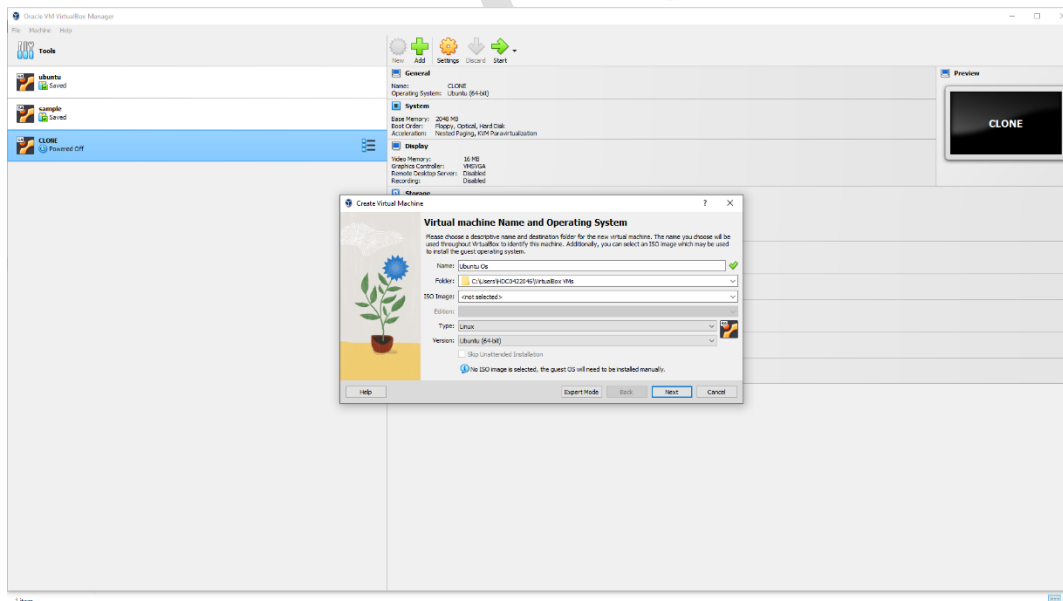 Oracle VM VirtualBox Manager
File Machine Help
Tools
New Add Settings Discard Start
ubuntu
Saved
sample
Saved
CLONE
Powered Off
General
Name: CLONE
Operating System: Ubuntu (64-bit)
System
Base Memory: 2048 MB
Boot Order: Floppy, Optical, Hard Disk
Acceleration: Nested Paging, KVM Paravirtualization
Display
Video Memory: 16 MB
Graphics Controller: VMSVGA
Remote Desktop Server: Disabled
Recording: Disabled
Storage
Preview
CLONE
Create Virtual Machine
? ×
Virtual machine Name and Operating System
Please choose a descriptive name and destination folder for the new virtual machine. The name you choose will be
used throughout VirtualBox to identify this machine. Additionally, you can select an ISO image which may be used
to install the guest operating system.
Name: Ubuntu Os
Folder: C:\Users\HDC0422046\VirtualBox VMs
ISO Image: <not selected>
Edition:
Type: Linux
Version: Ubuntu (64-bit)
Skip Unattended Installation
No ISO image is selected, the guest OS will need to be installed manually.
Help Expert Mode Back Next Cancel